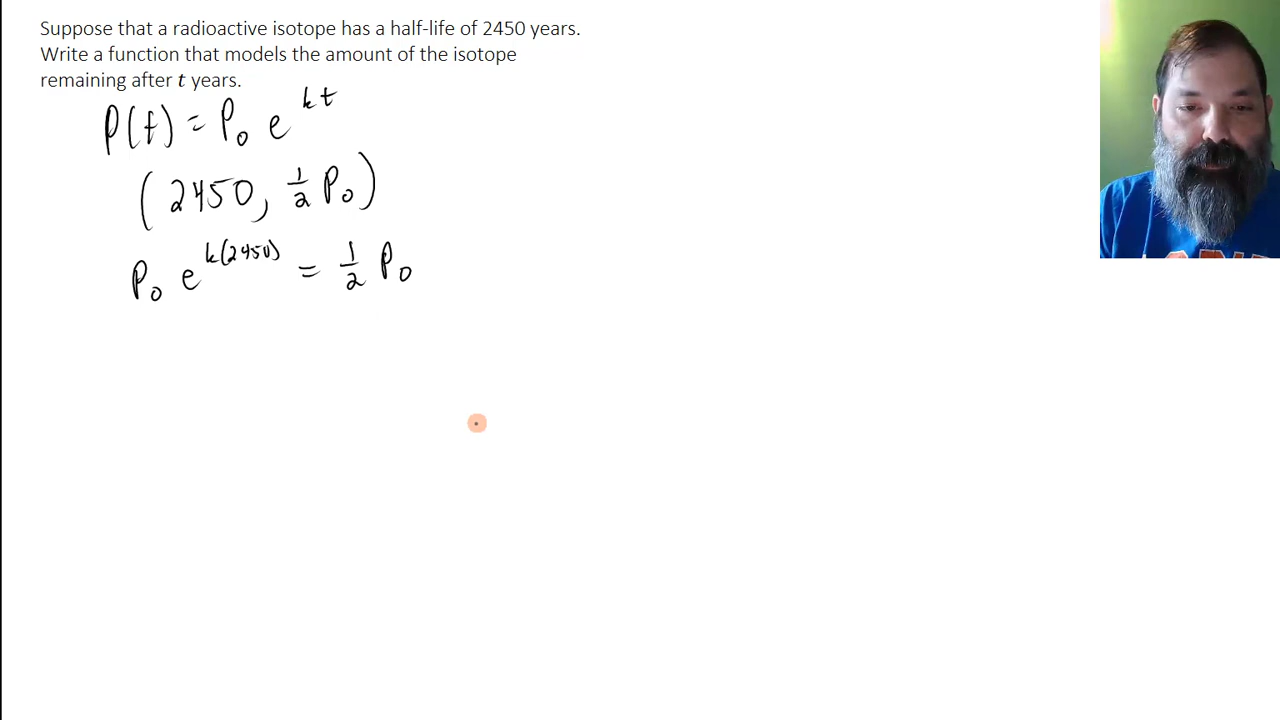 Suppose that a radioactive isotope has a half-life of 2450 years.
Write a function that models the amount of the isotope
remaining after t years.
P(t) = P₀ e^{kt}
(2450, 1/2 P₀)
P₀ e^{k(2450)} = 1/2 P₀